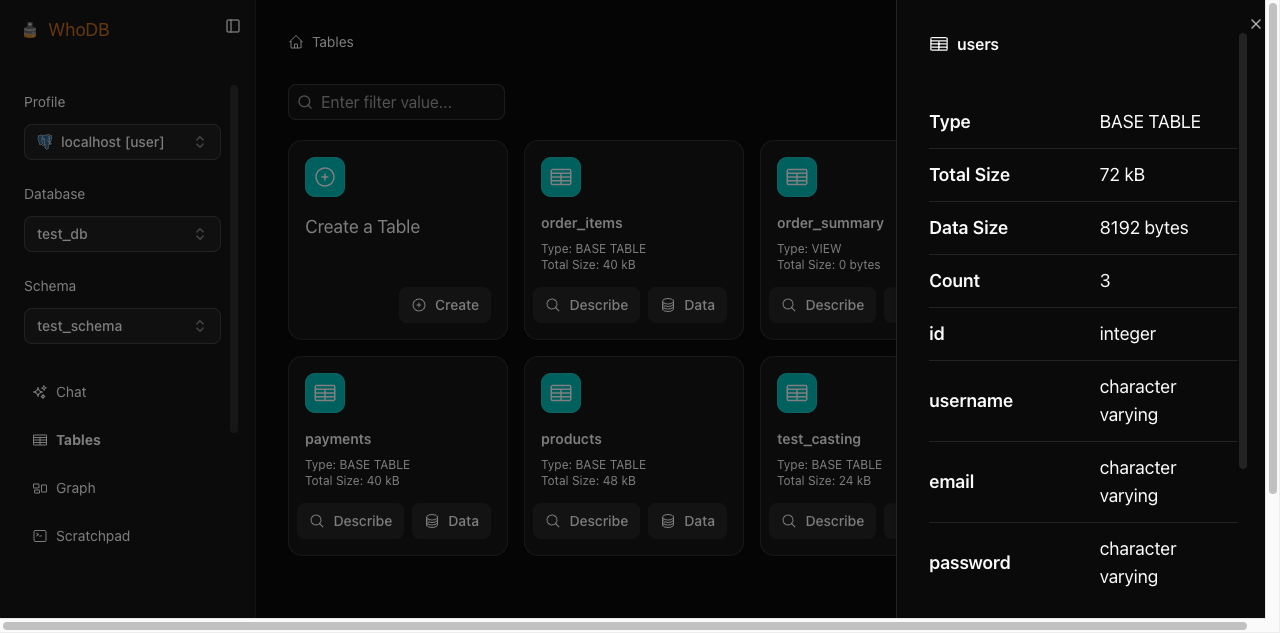 WhoDB
Profile
localhost [user]
Database
test_db
Schema
test_schema
Chat
Tables
Graph
Scratchpad
Tables
Enter filter value...
Create a Table
Create
order_items
Type: BASE TABLE
Total Size: 40 kB
Describe
Data
order_summary
Type: VIEW
Total Size: 0 bytes
Describe
payments
Type: BASE TABLE
Total Size: 40 kB
Describe
Data
products
Type: BASE TABLE
Total Size: 48 kB
Describe
Data
test_casting
Type: BASE TABLE
Total Size: 24 kB
Describe
users
Type BASE TABLE
Total Size 72 kB
Data Size 8192 bytes
Count 3
id integer
username character
varying
email character
varying
password character
varying